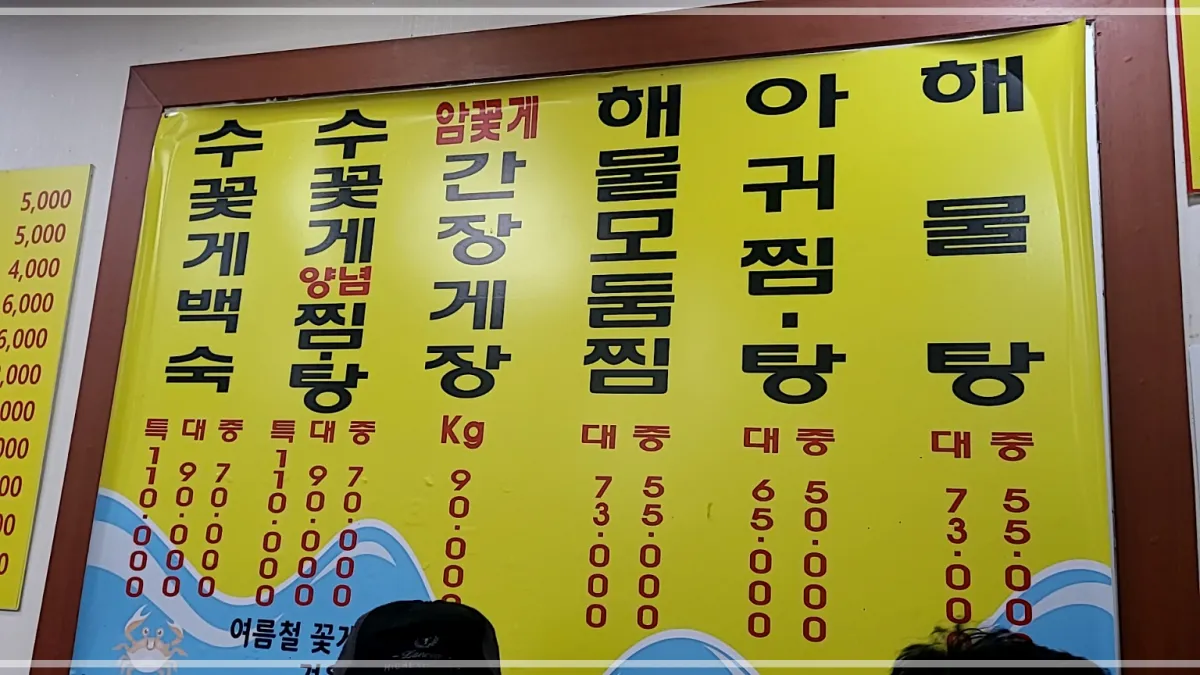 해물탕
중 55.000
대 73.000
아귀찜·탕
중 50.000
대 65.000
해물모둠찜
중 55.000
대 73.000
암꽃게 간장게장
Kg 90.000
수꽃게 양념 찜·탕
중 70.000
대 90.000
특 110.000
수꽃게백숙
중 70.000
대 90.000
특 110.000
여름철
5,000
5,000
4,000
6,000